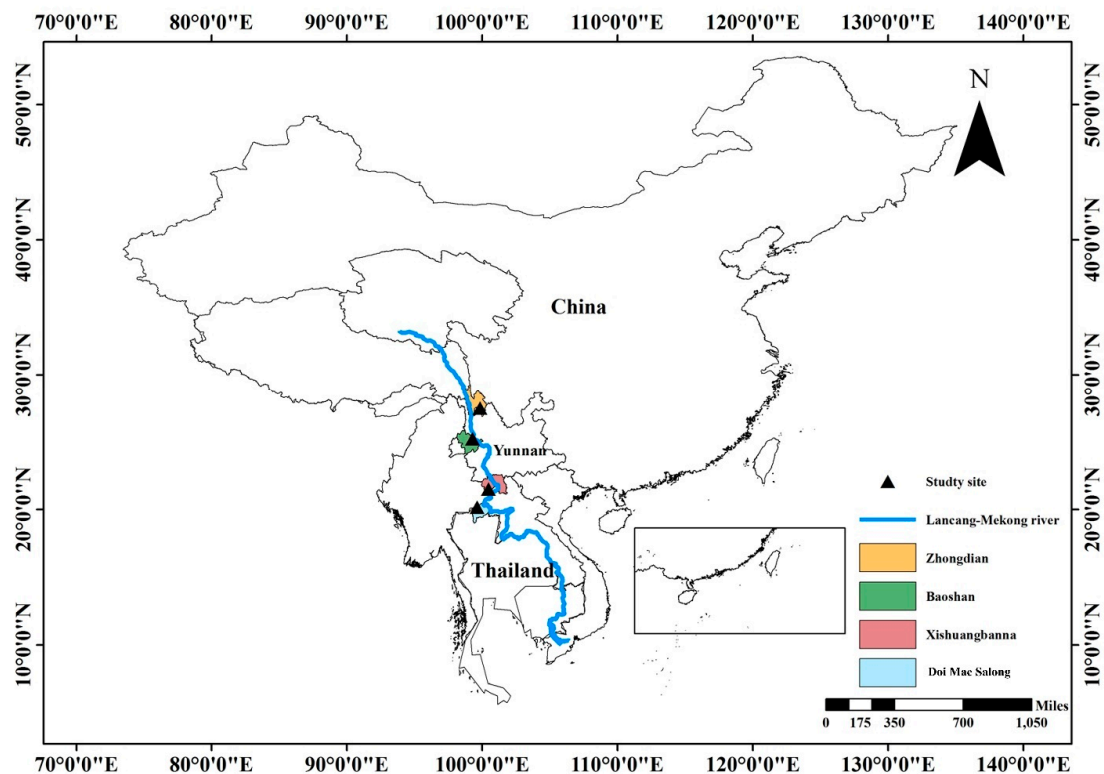 70°0'0"E 80°0'0"E 90°0'0"E 100°0'0"E 110°0'0"E 120°0'0"E 130°0'0"E 140°0'0"E
50°0'0"N
40°0'0"N
30°0'0"N
20°0'0"N
10°0'0"N
N
China
Yunnan
Thailand
Studty site
Lancang-Mekong river
Zhongdian
Baoshan
Xishuangbanna
Doi Mae Salong
Miles
0 175 350 700 1,050
50°0'0"N
40°0'0"N
30°0'0"N
20°0'0"N
10°0'0"N
70°0'0"E 80°0'0"E 90°0'0"E 100°0'0"E 110°0'0"E 120°0'0"E 130°0'0"E 140°0'0"E